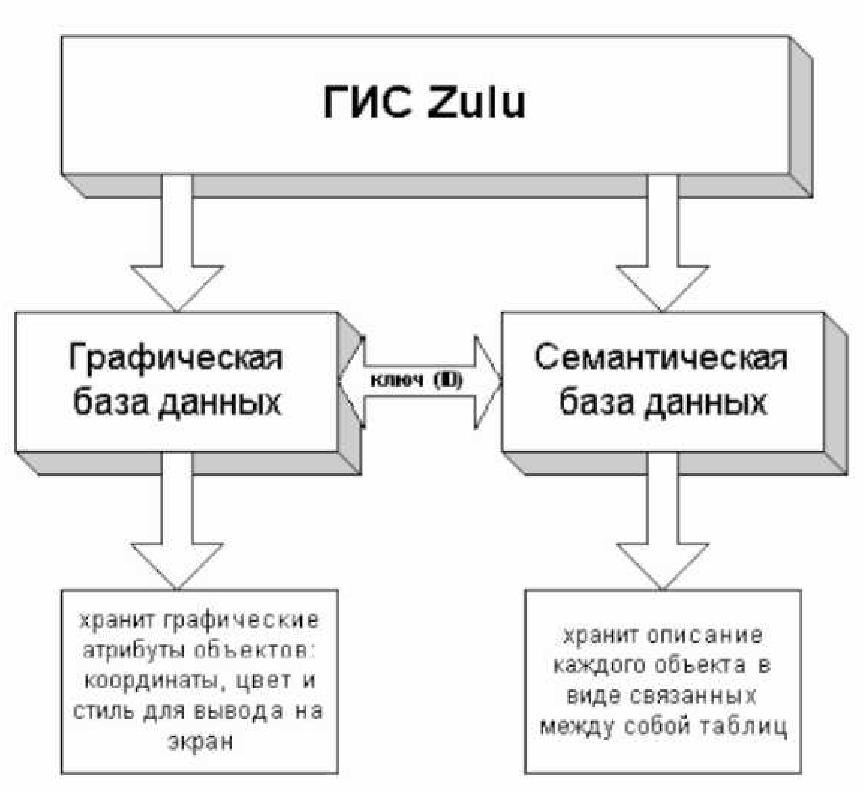 ГИС Zulu
Графическая
база данных
ключ (ID)
Семантическая
база данных
хранит графические
атрибуты объектов:
координаты, цвет и
стиль для вывода на
экран
хранит описание
каждого объекта в
виде связанных
между собой таблиц